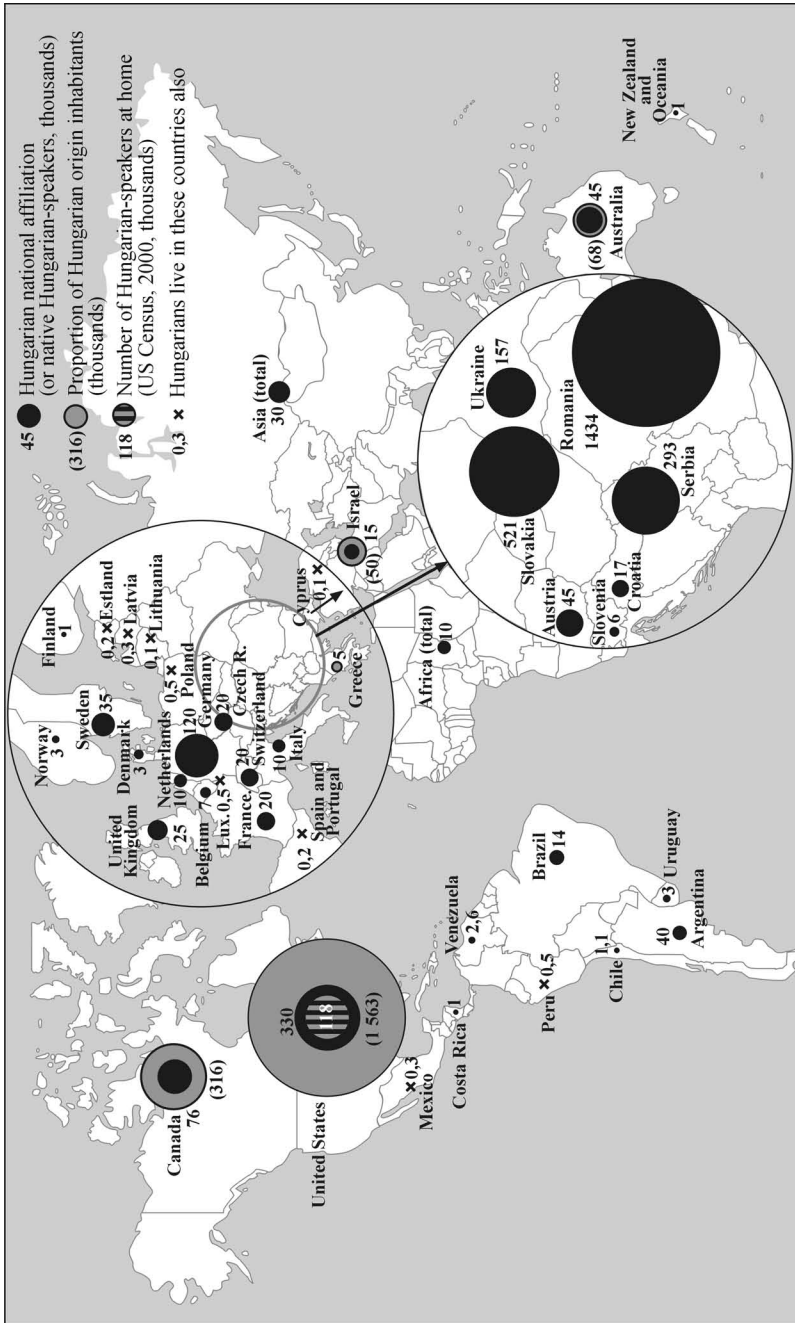 45 Hungarian national affiliation
(or native Hungarian-speakers, thousands)
(316) Proportion of Hungarian origin inhabitants
(thousands)
118 Number of Hungarian-speakers at home
(US Census, 2000, thousands)
0,3 × Hungarians live in these countries also
Canada
76
(316)
United States
330
118
(1 563)
Mexico
×0,3
Costa Rica
1
Venezuela
2,6
Peru ×0,5
Brazil
14
Chile
1,1
3 Uruguay
40
Argentina
Norway
3
Sweden
35
Finland
1
0,2×Estland
0,3×Latvia
0,1×Lithuania
Denmark
3
United
Kingdom
25
Netherlands
10
0,5×
Poland
Germany
120
Belgium
7
Lux. 0,5×
Czech R.
20
France
20
Switzerland
20
10
Italy
0,2 ×
Spain and
Portugal
Greece
5
Cyprus
0,1×
Israel
15
(50)
Asia (total)
30
Africa (total)
10
Ukraine
157
521
Slovakia
Romania
1434
Austria
45
Slovenia
6
17
Croatia
293
Serbia
(68) 45
Australia
New Zealand
and
Oceania
1